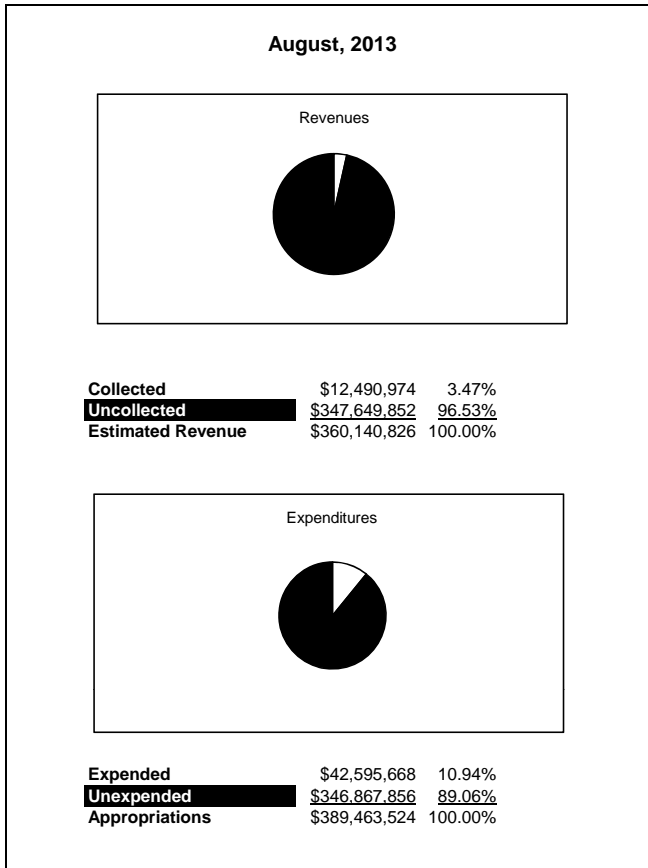 August, 2013
Revenues
Collected $12,490,974 3.47%
Uncollected $347,649,852 96.53%
Estimated Revenue $360,140,826 100.00%
Expenditures
Expended $42,595,668 10.94%
Unexpended $346,867,856 89.06%
Appropriations $389,463,524 100.00%